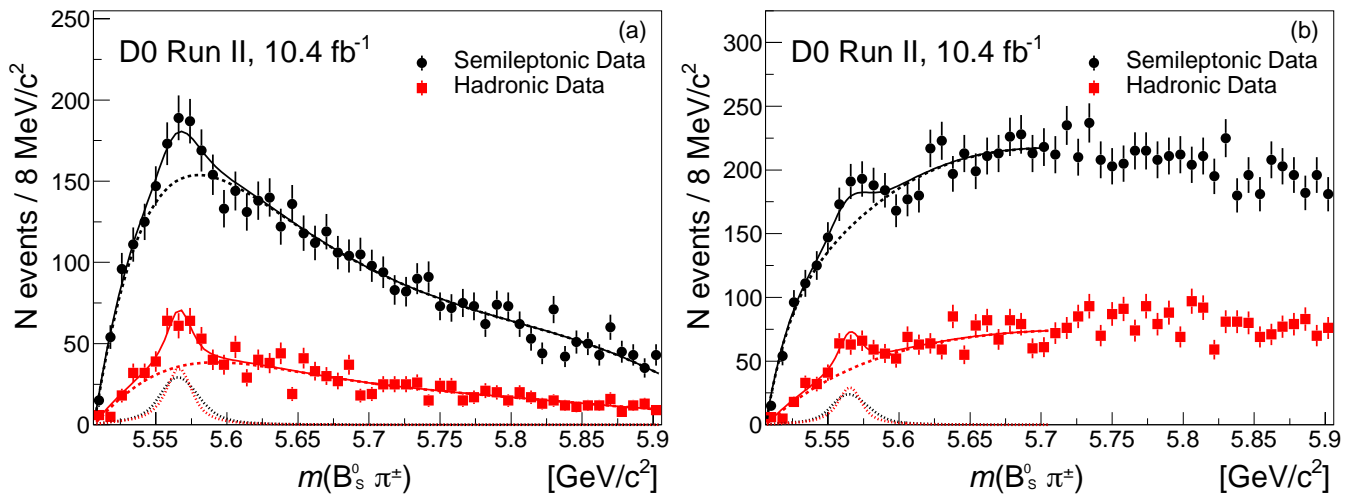 (a)
D0 Run II, 10.4 fb⁻¹
Semileptonic Data
Hadronic Data
N events / 8 MeV/c²
250
200
150
100
50
0
5.55 5.6 5.65 5.7 5.75 5.8 5.85 5.9
m(B⁰ₛ π±) [GeV/c²]
(b)
D0 Run II, 10.4 fb⁻¹
Semileptonic Data
Hadronic Data
N events / 8 MeV/c²
300
250
200
150
100
50
0
5.55 5.6 5.65 5.7 5.75 5.8 5.85 5.9
m(B⁰ₛ π±) [GeV/c²]